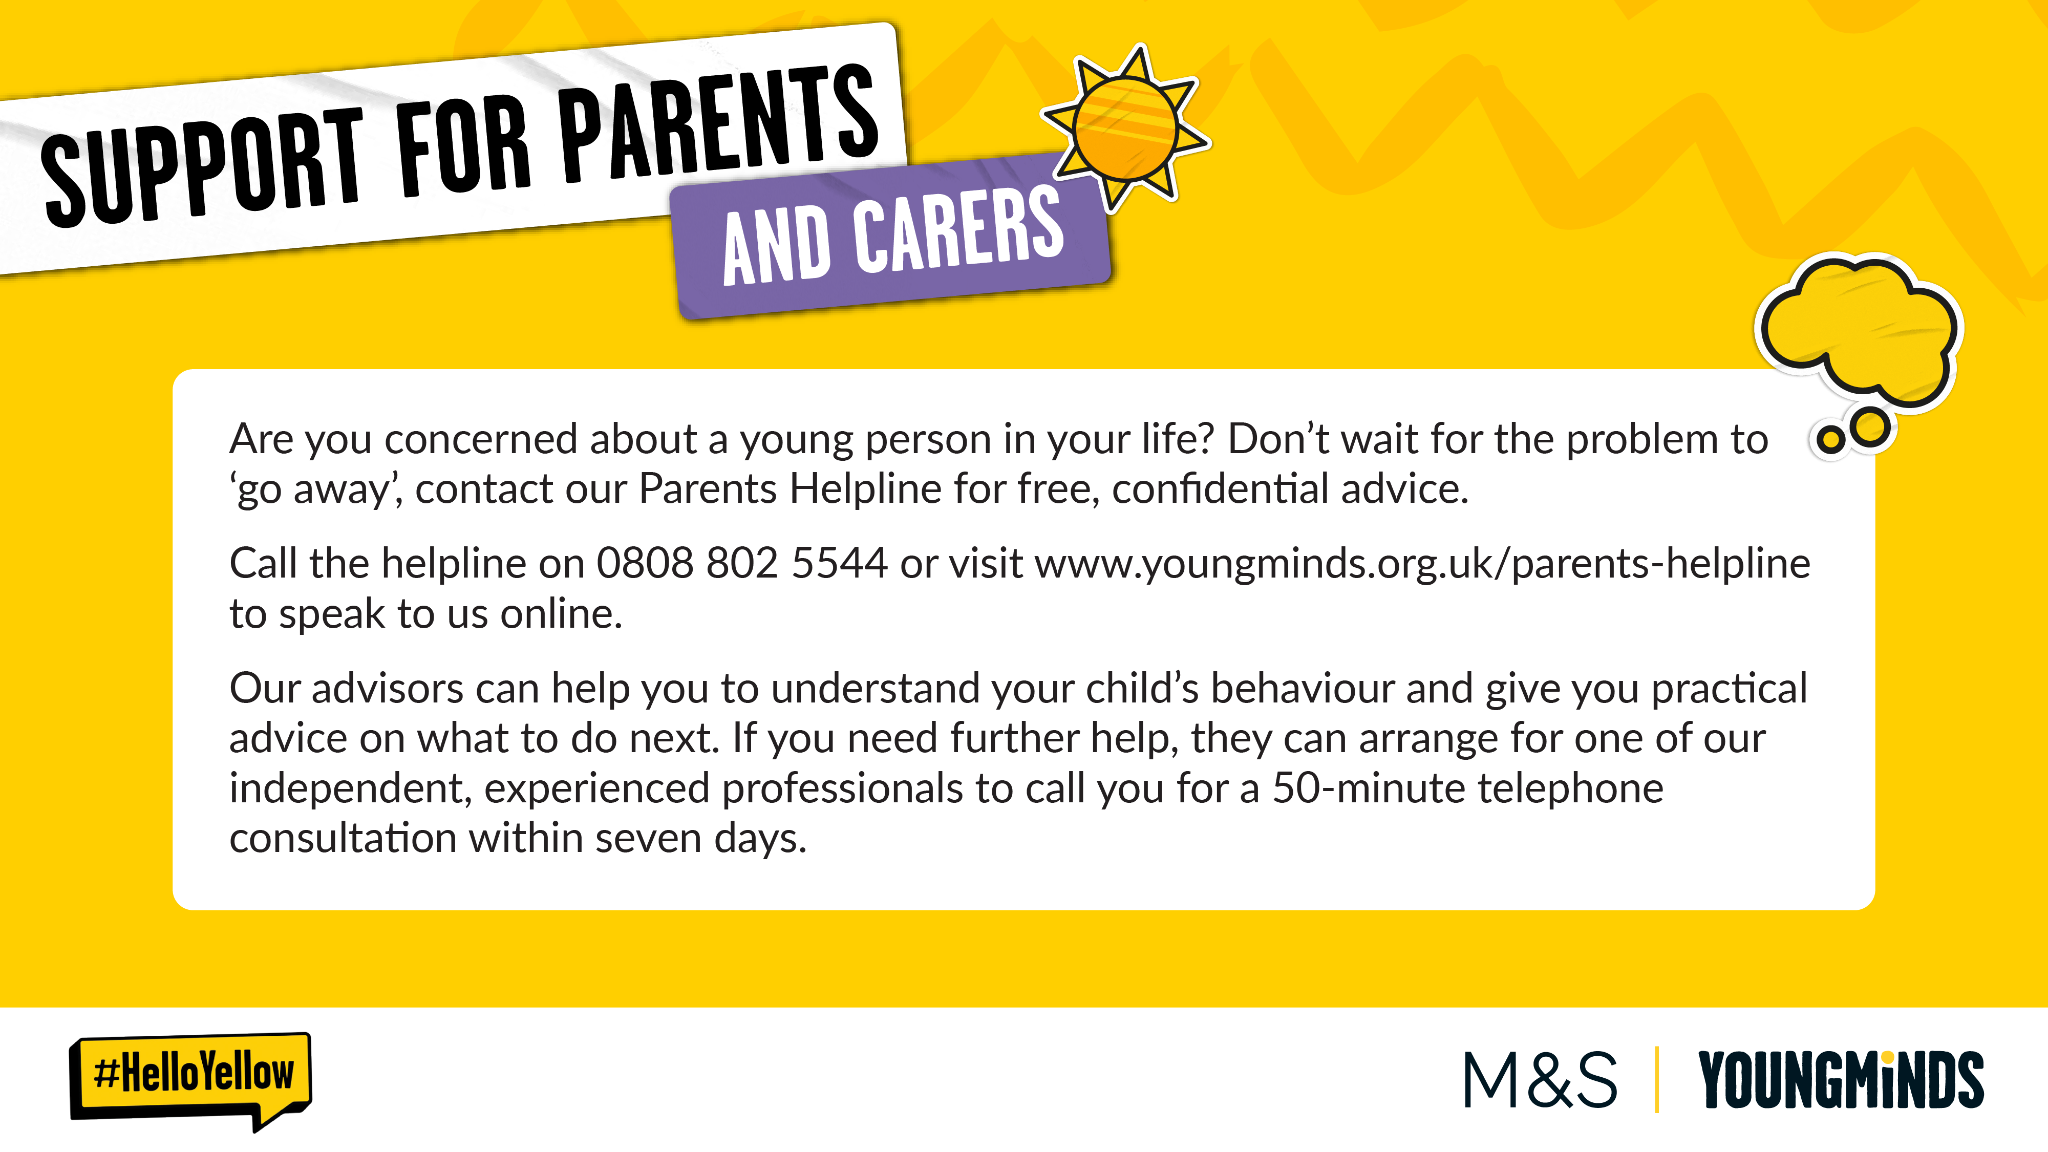 SUPPORT FOR PARENTS
AND CARERS
Are you concerned about a young person in your life? Don’t wait for the problem to
‘go away’, contact our Parents Helpline for free, confidential advice.
Call the helpline on 0808 802 5544 or visit www.youngminds.org.uk/parents-helpline
to speak to us online.
Our advisors can help you to understand your child’s behaviour and give you practical
advice on what to do next. If you need further help, they can arrange for one of our
independent, experienced professionals to call you for a 50-minute telephone
consultation within seven days.
#HelloYellow
M&S | YOUNGMiNDS